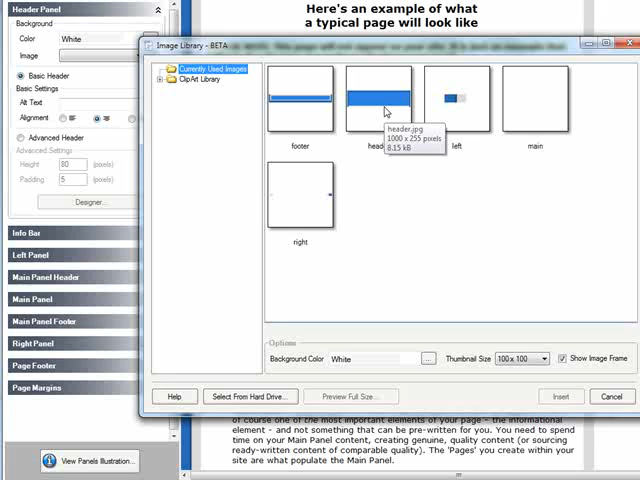 Header Panel
Background
Color
White
Image
Basic Header
Basic Settings
Alt Text
Alignment
Advanced Header
Advanced Settings
Height
80
(pixels)
Padding
5
(pixels)
Designer...
Info Bar
Left Panel
Main Panel Header
Main Panel
Main Panel Footer
Right Panel
Page Footer
Page Margins
View Panels Illustration...
Here's an example of what
a typical page will look like
Image Library - BETA
Currently Used Images
ClipArt Library
footer
left
main
right
header.jpg
1000 x 255 pixels
8.15 kB
Options
Background Color
White
...
Thumbnail Size
100 x 100
Show Image Frame
Help
Select From Hard Drive...
Preview Full Size...
Insert
Cancel
of course one of the most important elements of your page - the informational
element - and not something that can be pre-written for you. You need to spend
time on your Main Panel content, creating genuine, quality content (or sourcing
ready-written content of comparable quality). The 'Pages' you create within your
site are what populate the Main Panel.